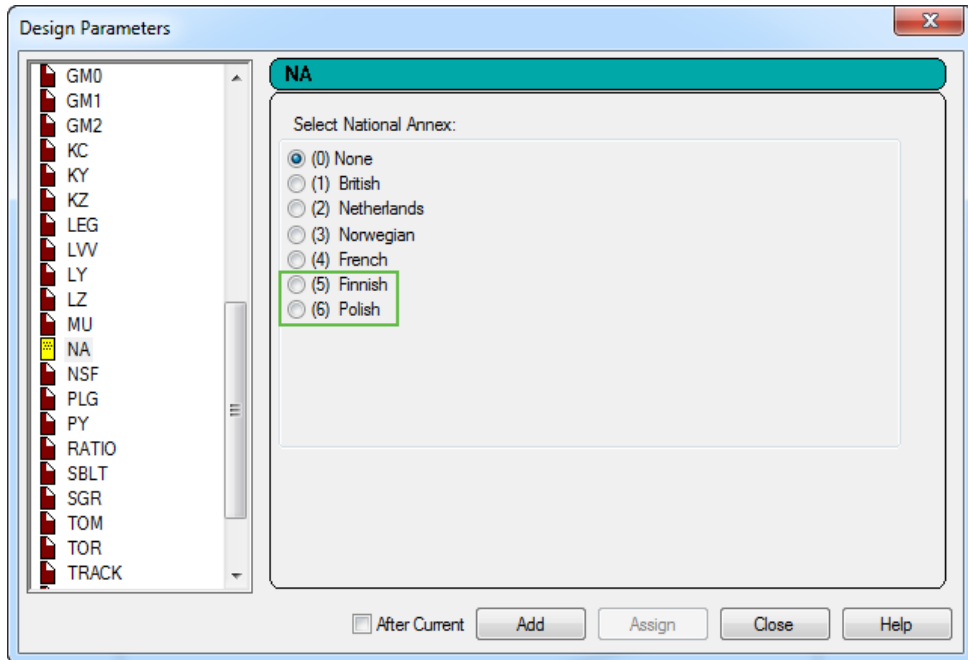 Design Parameters
GM0
GM1
GM2
KC
KY
KZ
LEG
LVV
LY
LZ
MU
NA
NSF
PLG
PY
RATIO
SBLT
SGR
TOM
TOR
TRACK
NA
Select National Annex:
(0) None
(1) British
(2) Netherlands
(3) Norwegian
(4) French
(5) Finnish
(6) Polish
After Current Add Assign Close Help